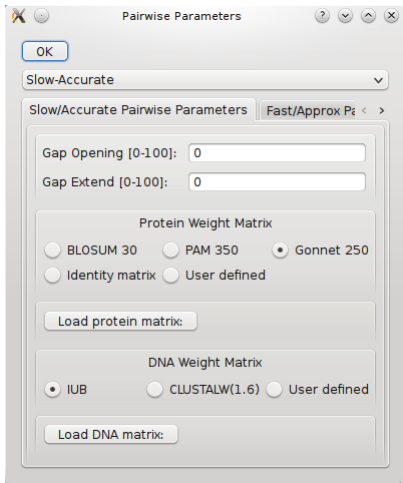 Pairwise Parameters
OK
Slow-Accurate
Slow/Accurate Pairwise Parameters Fast/Approx Pa
Gap Opening [0-100]: 0
Gap Extend [0-100]: 0
Protein Weight Matrix
BLOSUM 30 PAM 350 Gonnet 250
Identity matrix User defined
Load protein matrix:
DNA Weight Matrix
IUB CLUSTALW(1.6) User defined
Load DNA matrix: